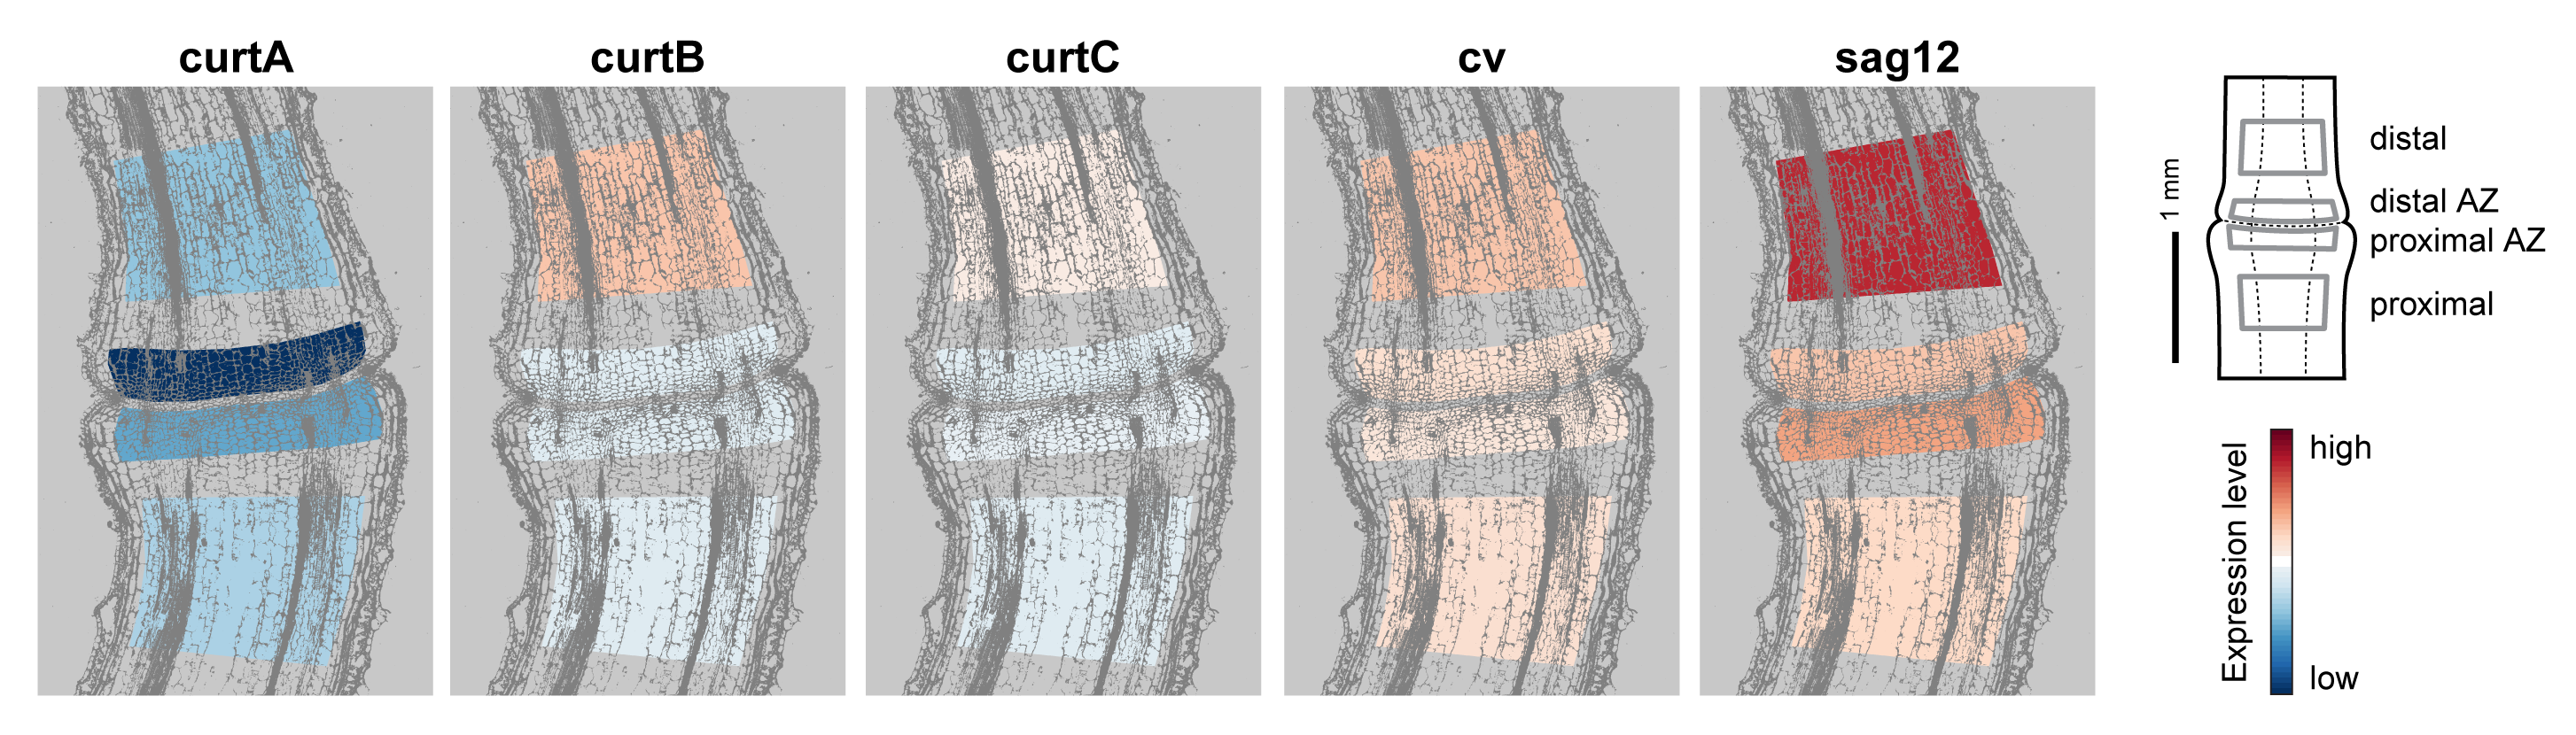 curtA
curtB
curtC
cv
sag12
distal
distal AZ
proximal AZ
proximal
1 mm
Expression level
high
low